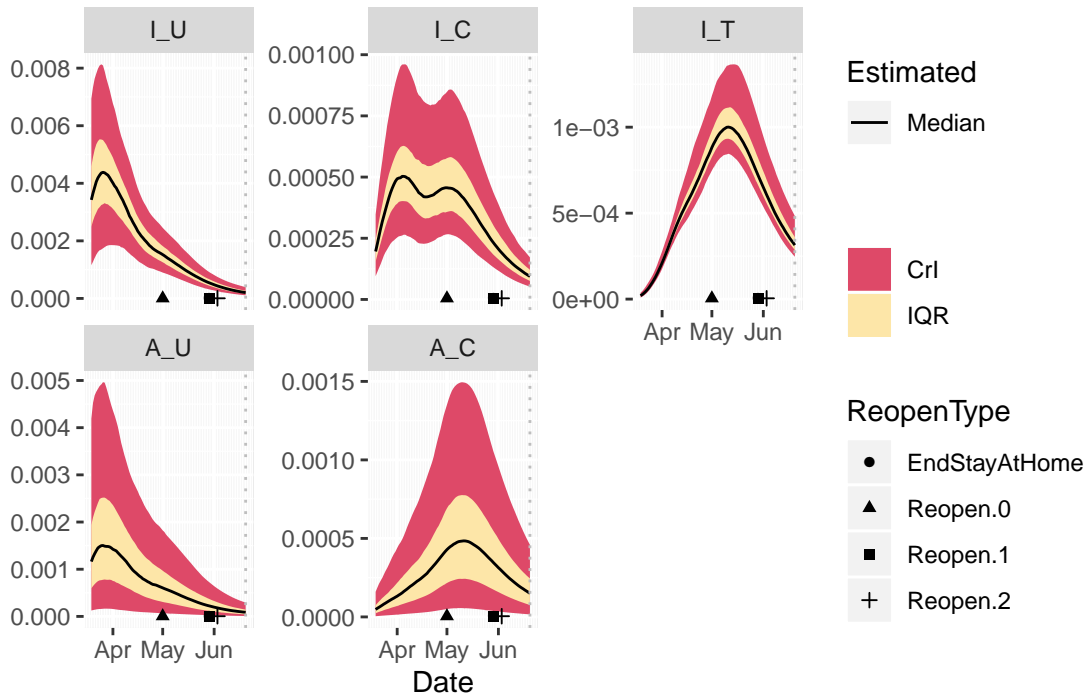 I_U
I_C
I_T
0.008
0.006
0.004
0.002
0.000
0.00100
0.00075
0.00050
0.00025
0.00000
1e−03
5e−04
0e+00
Apr May Jun
A_U
A_C
0.005
0.004
0.003
0.002
0.001
0.000
0.0015
0.0010
0.0005
0.0000
Apr May Jun
Apr May Jun
Date
Estimated
Median
CrI
IQR
ReopenType
EndStayAtHome
Reopen.0
Reopen.1
Reopen.2